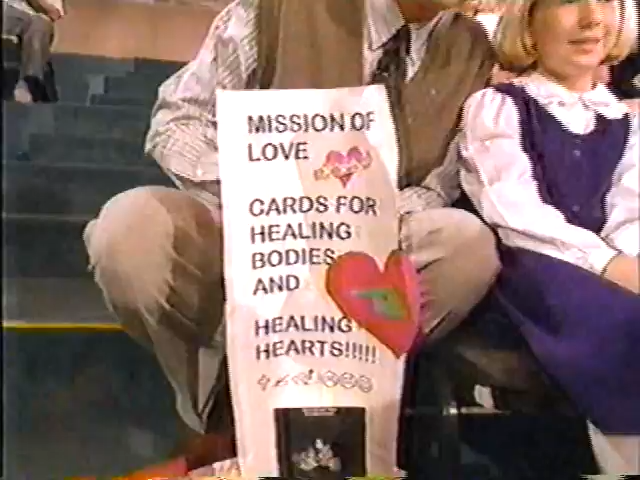 MISSION OF
LOVE
CARDS FOR
HEALING
BODIES
AND
HEALING
HEARTS!!!!!